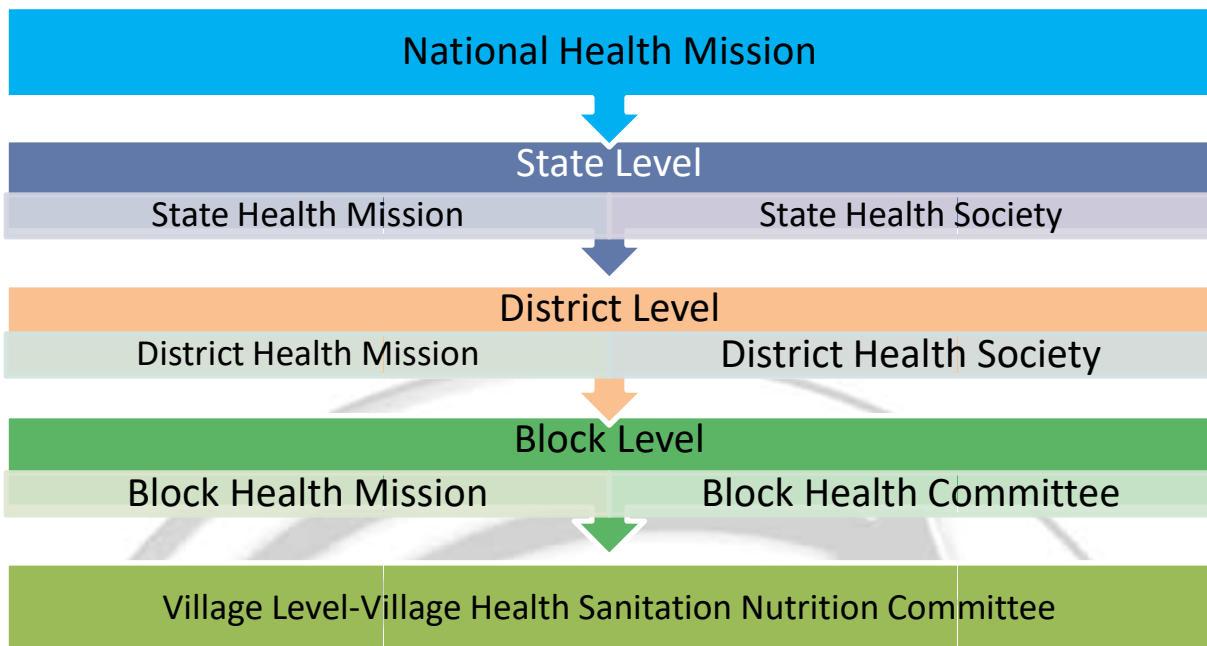 National Health Mission
State Level
State Health Mission State Health Society
District Level
District Health Mission District Health Society
Block Level
Block Health Mission Block Health Committee
Village Level-Village Health Sanitation Nutrition Committee